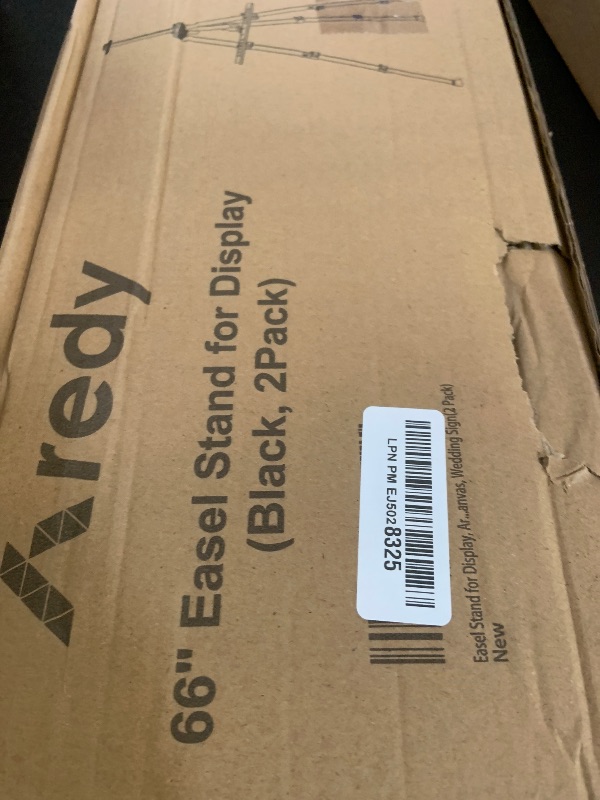 Aredy
66" Easel Stand for Display
(Black, 2Pack)
LPN PM EJ5028325
Easel Stand for Display, Ar...anvas, Wedding Sign(2 Pack)
New